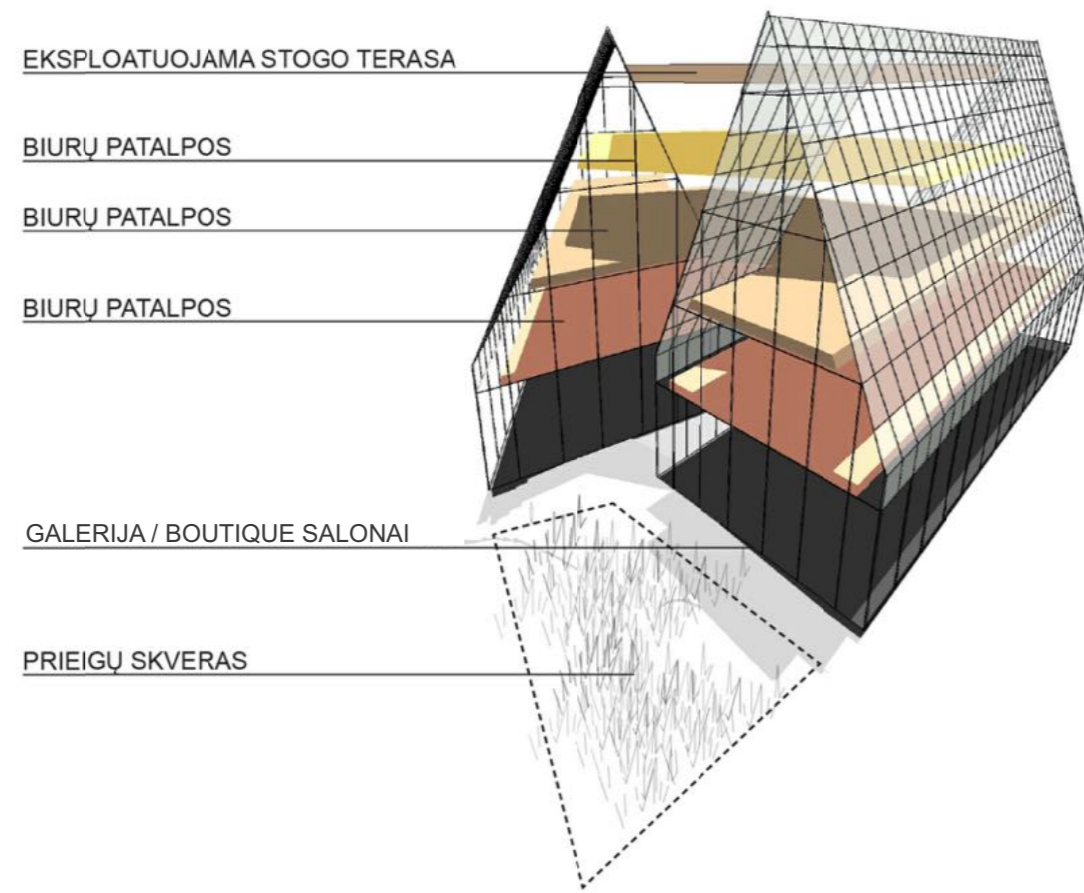 EKSPLOATUOJAMA STOGO TERASA
BIURŲ PATALPOS
BIURŲ PATALPOS
BIURŲ PATALPOS
GALERIJA / BOUTIQUE SALONAI
PRIEIGŲ SKVERAS